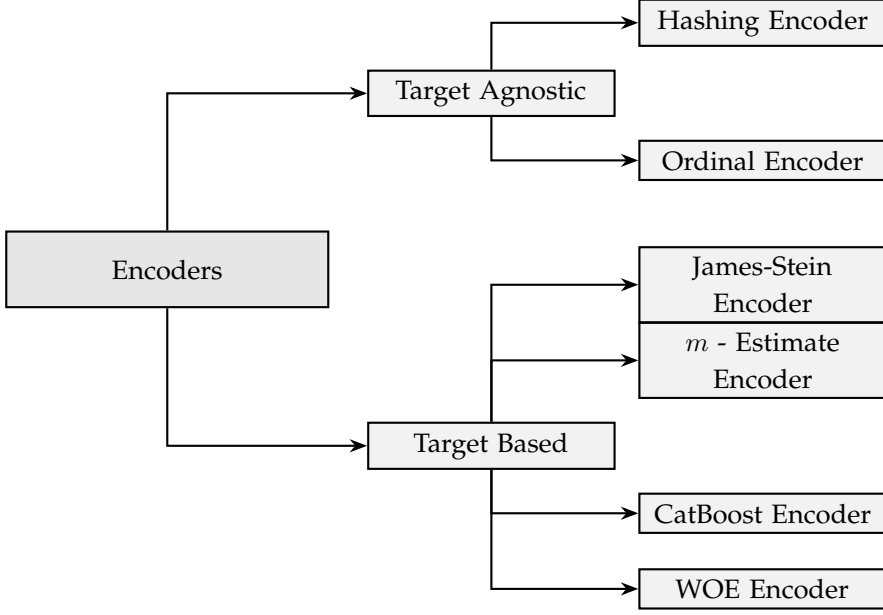 Hashing Encoder
Target Agnostic
Ordinal Encoder
Encoders
James-Stein
Encoder
m - Estimate
Encoder
Target Based
CatBoost Encoder
WOE Encoder